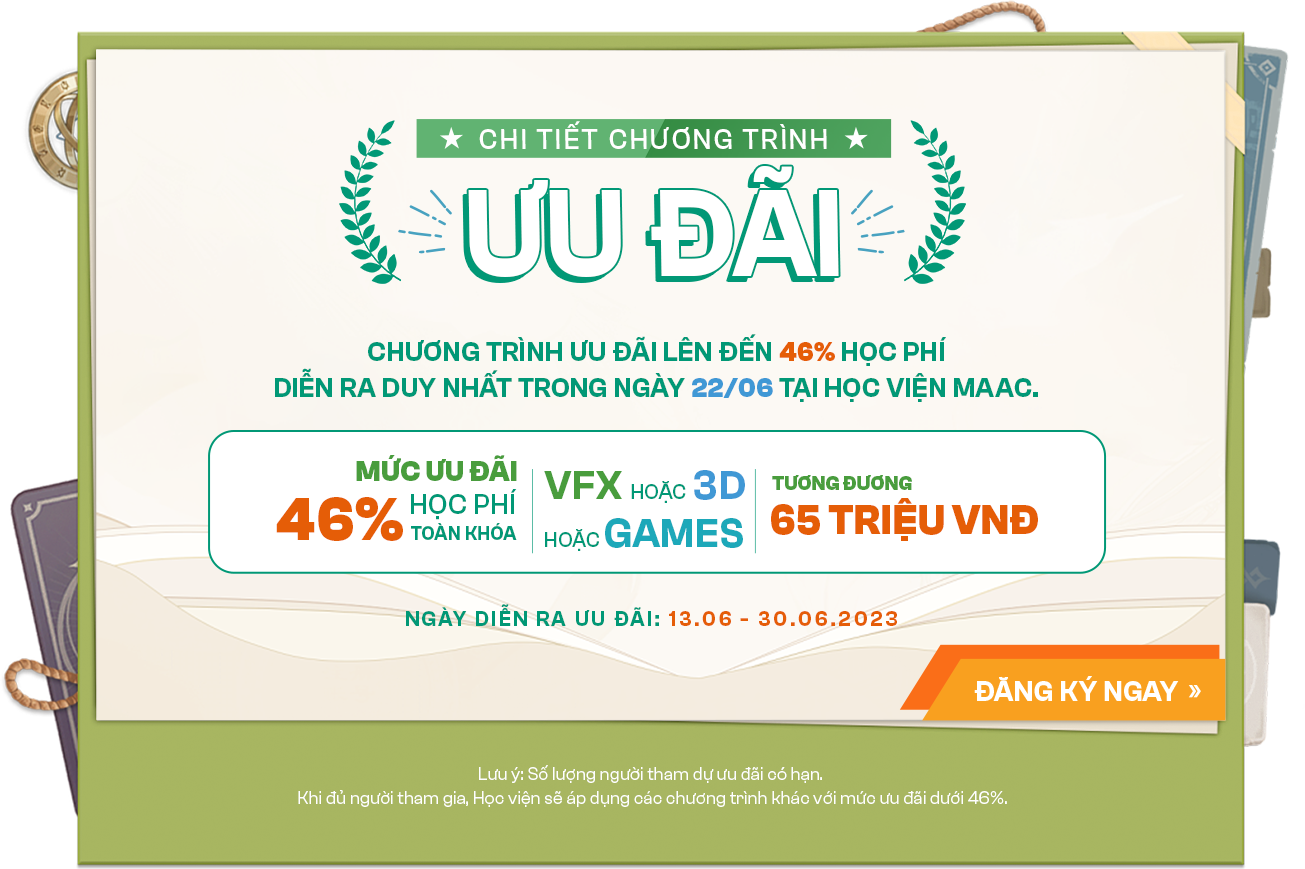 ★ CHI TIẾT CHƯƠNG TRÌNH ★
ƯU ĐÃI
CHƯƠNG TRÌNH ƯU ĐÃI LÊN ĐẾN 46% HỌC PHÍ
DIỄN RA DUY NHẤT TRONG NGÀY 22/06 TẠI HỌC VIỆN MAAC.
MỨC ƯU ĐÃI
46% HỌC PHÍ
TOÀN KHÓA
VFX HOẶC 3D
HOẶC GAMES
TƯƠNG ĐƯƠNG
65 TRIỆU VNĐ
NGÀY DIỄN RA ƯU ĐÃI: 13.06 - 30.06.2023
ĐĂNG KÝ NGAY »
Lưu ý: Số lượng người tham dự ưu đãi có hạn.
Khi đủ người tham gia, Học viện sẽ áp dụng các chương trình khác với mức ưu đãi dưới 46%.